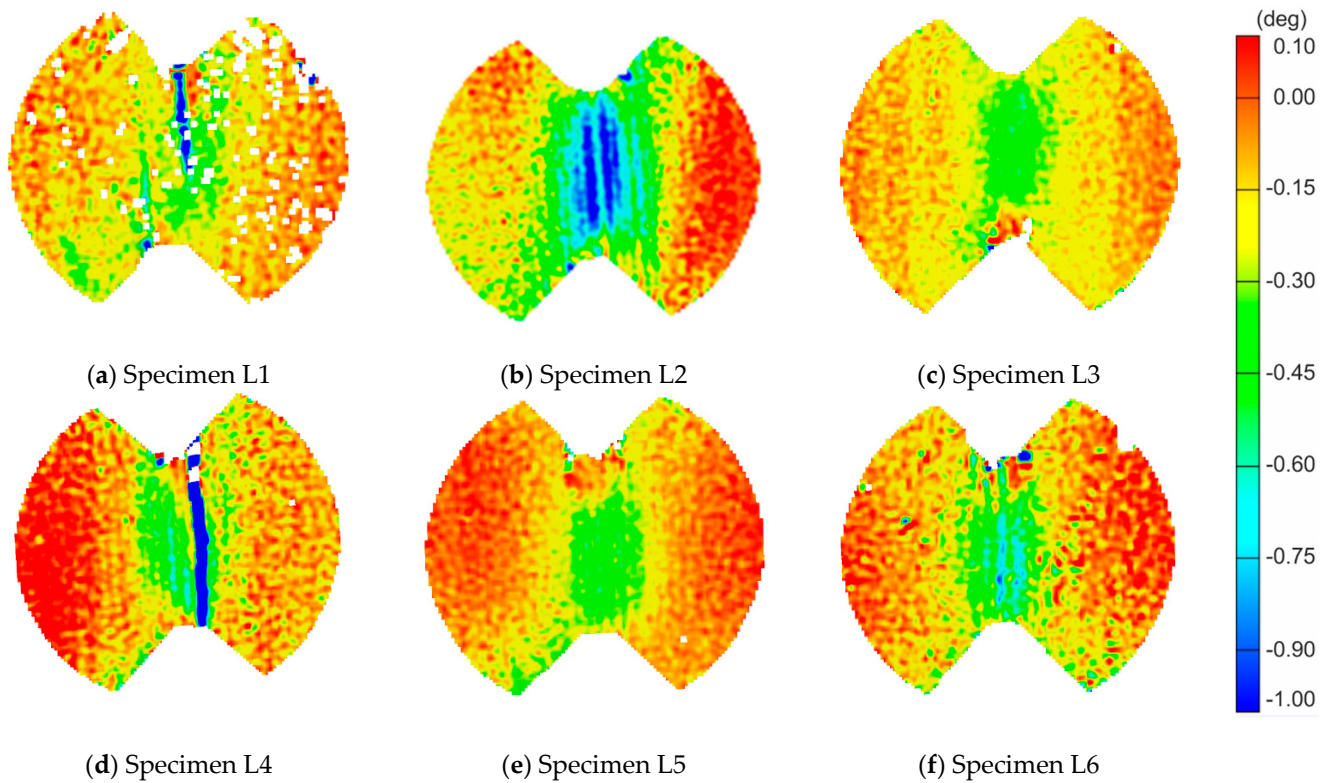 (deg)
0.10
0.00
-0.15
-0.30
-0.45
-0.60
-0.75
-0.90
-1.00
(a) Specimen L1
(b) Specimen L2
(c) Specimen L3
(d) Specimen L4
(e) Specimen L5
(f) Specimen L6